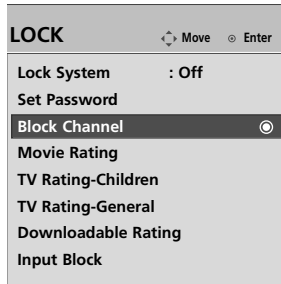 LOCK Move Enter
Lock System : Off
Set Password
Block Channel
Movie Rating
TV Rating-Children
TV Rating-General
Downloadable Rating
Input Block